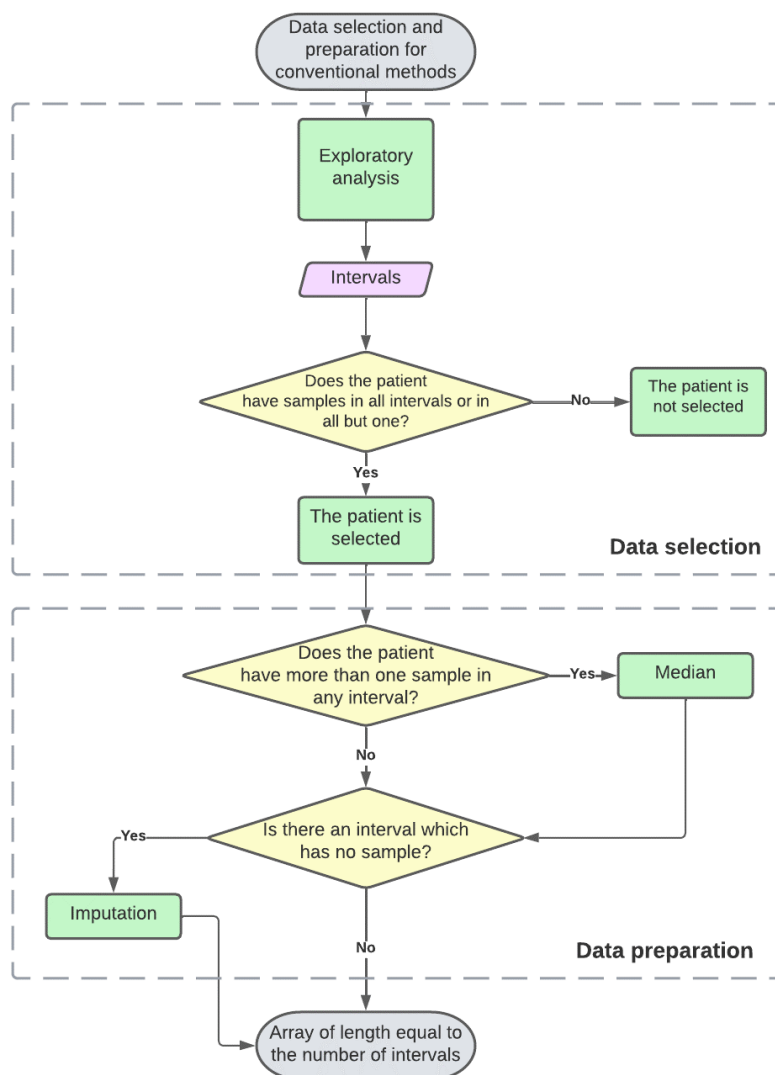 Data selection and
preparation for
conventional methods
Exploratory
analysis
Intervals
Does the patient
have samples in all intervals or in
all but one?
No
The patient is
not selected
Yes
The patient is
selected
Data selection
Does the patient
have more than one sample in
any interval?
Yes
Median
No
Is there an interval which
has no sample?
Yes
Imputation
No
Data preparation
Array of length equal to
the number of intervals